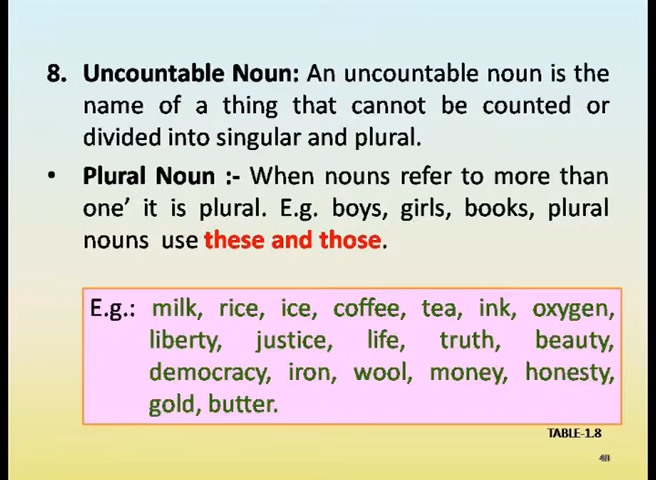 8. Uncountable Noun: An uncountable noun is the
name of a thing that cannot be counted or
divided into singular and plural.
• Plural Noun :- When nouns refer to more than
one’ it is plural. E.g. boys, girls, books, plural
nouns use these and those.
E.g.: milk, rice, ice, coffee, tea, ink, oxygen,
liberty, justice, life, truth, beauty,
democracy, iron, wool, money, honesty,
gold, butter.
TABLE-1.8